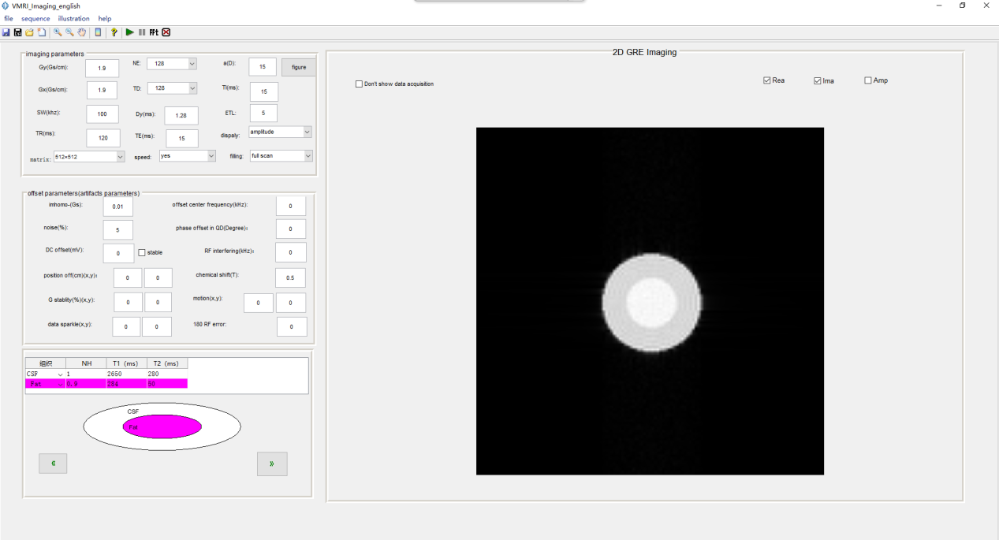 VMRI_Imaging_english
file sequence illustration help
Fft
imaging parameters
Gy(Gs/cm): 1.9 NE: 128 a(D): 15 figure
Gx(Gs/cm): 1.9 TD: 128 TI(ms): 15
SW(khz): 100 Dy(ms): 1.28 ETL: 5
TR(ms): 120 TE(ms): 15 dispaly: amplitude
matrix: 512×512 speed: yes filling: full scan
offset parameters(artifacts parameters)
imhomo-(Gs): 0.01 offset center frequency(kHz): 0
noise(%): 5 phase offset in QD(Degree): 0
DC offset(mV): 0 stable RF interfering(kHz): 0
position off(cm)(x,y): 0 0 chemical shift(T): 0.5
G stablity(%)(x,y): 0 0 motion(x,y): 0 0
data sparkle(x,y): 0 0 180 RF error: 0
组织 NH T1 (ms) T2 (ms)
CSF 1 2650 280
Fat 0.9 284 50
CSF
Fat
« »
2D GRE Imaging
Don't show data acquisition Rea Ima Amp